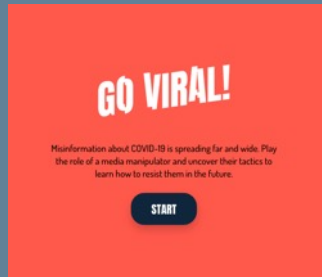 GO VIRAL!
Misinformation about COVID-19 is spreading far and wide. Play
the role of a media manipulator and uncover their tactics to
learn how to resist them in the future.
START